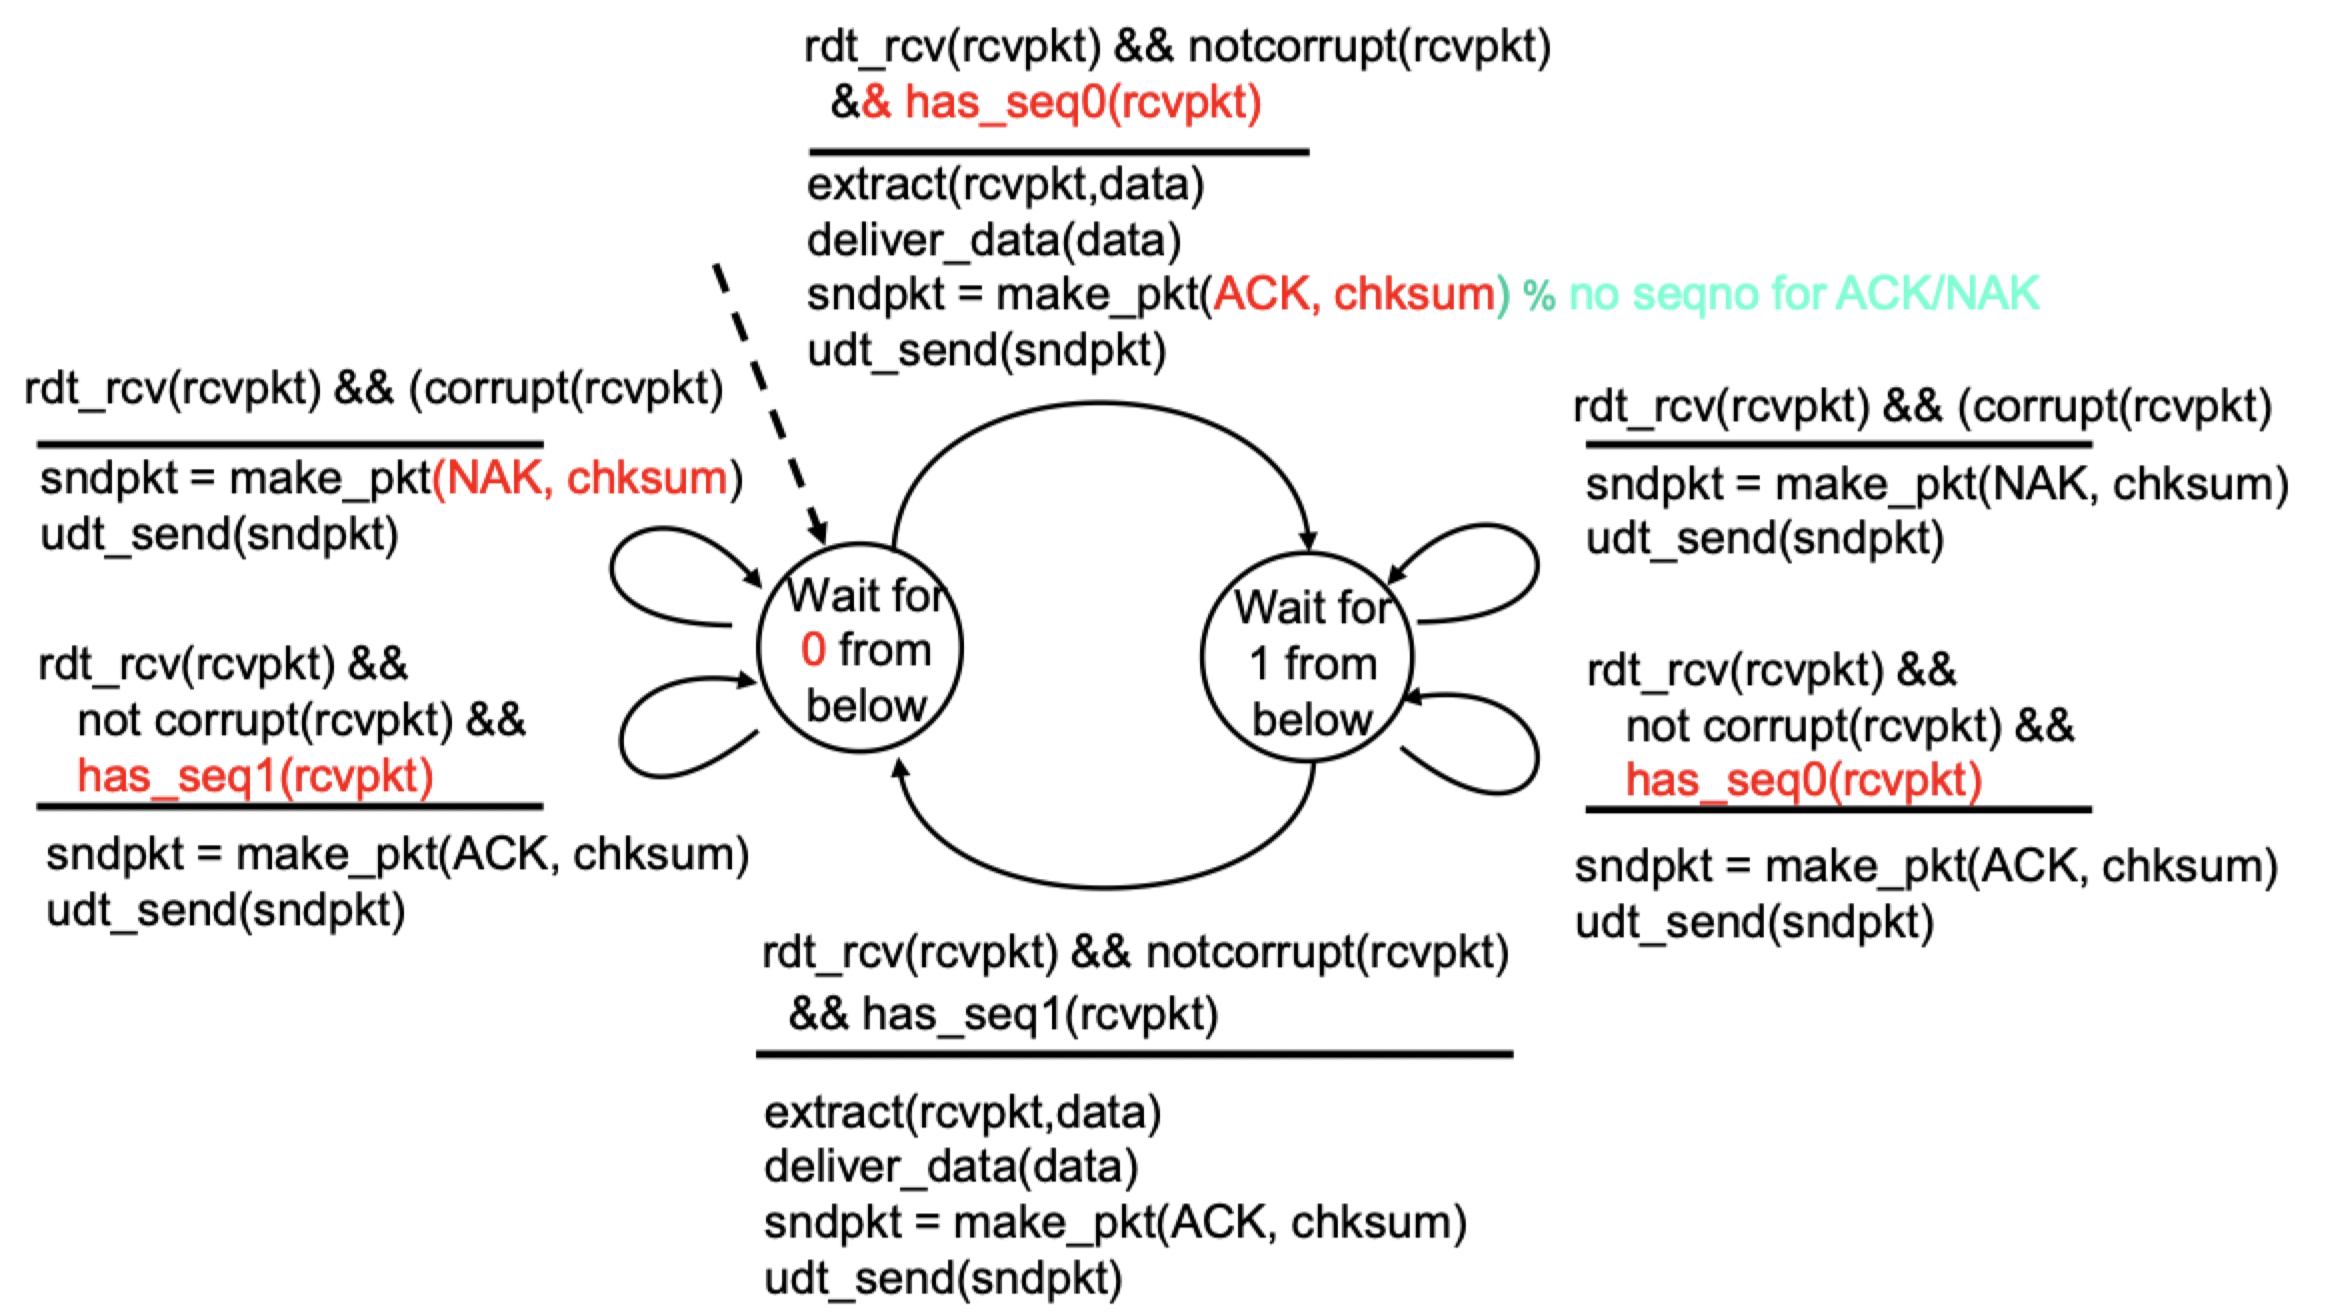 rdt_rcv(rcvpkt) && notcorrupt(rcvpkt)
&& has_seq0(rcvpkt)
extract(rcvpkt,data)
deliver_data(data)
sndpkt = make_pkt(ACK, chksum) % no seqno for ACK/NAK
udt_send(sndpkt)
rdt_rcv(rcvpkt) && (corrupt(rcvpkt)
sndpkt = make_pkt(NAK, chksum)
udt_send(sndpkt)
rdt_rcv(rcvpkt) &&
not corrupt(rcvpkt) &&
has_seq1(rcvpkt)
sndpkt = make_pkt(ACK, chksum)
udt_send(sndpkt)
Wait for
0 from
below
Wait for
1 from
below
rdt_rcv(rcvpkt) && (corrupt(rcvpkt)
sndpkt = make_pkt(NAK, chksum)
udt_send(sndpkt)
rdt_rcv(rcvpkt) &&
not corrupt(rcvpkt) &&
has_seq0(rcvpkt)
sndpkt = make_pkt(ACK, chksum)
udt_send(sndpkt)
rdt_rcv(rcvpkt) && notcorrupt(rcvpkt)
&& has_seq1(rcvpkt)
extract(rcvpkt,data)
deliver_data(data)
sndpkt = make_pkt(ACK, chksum)
udt_send(sndpkt)